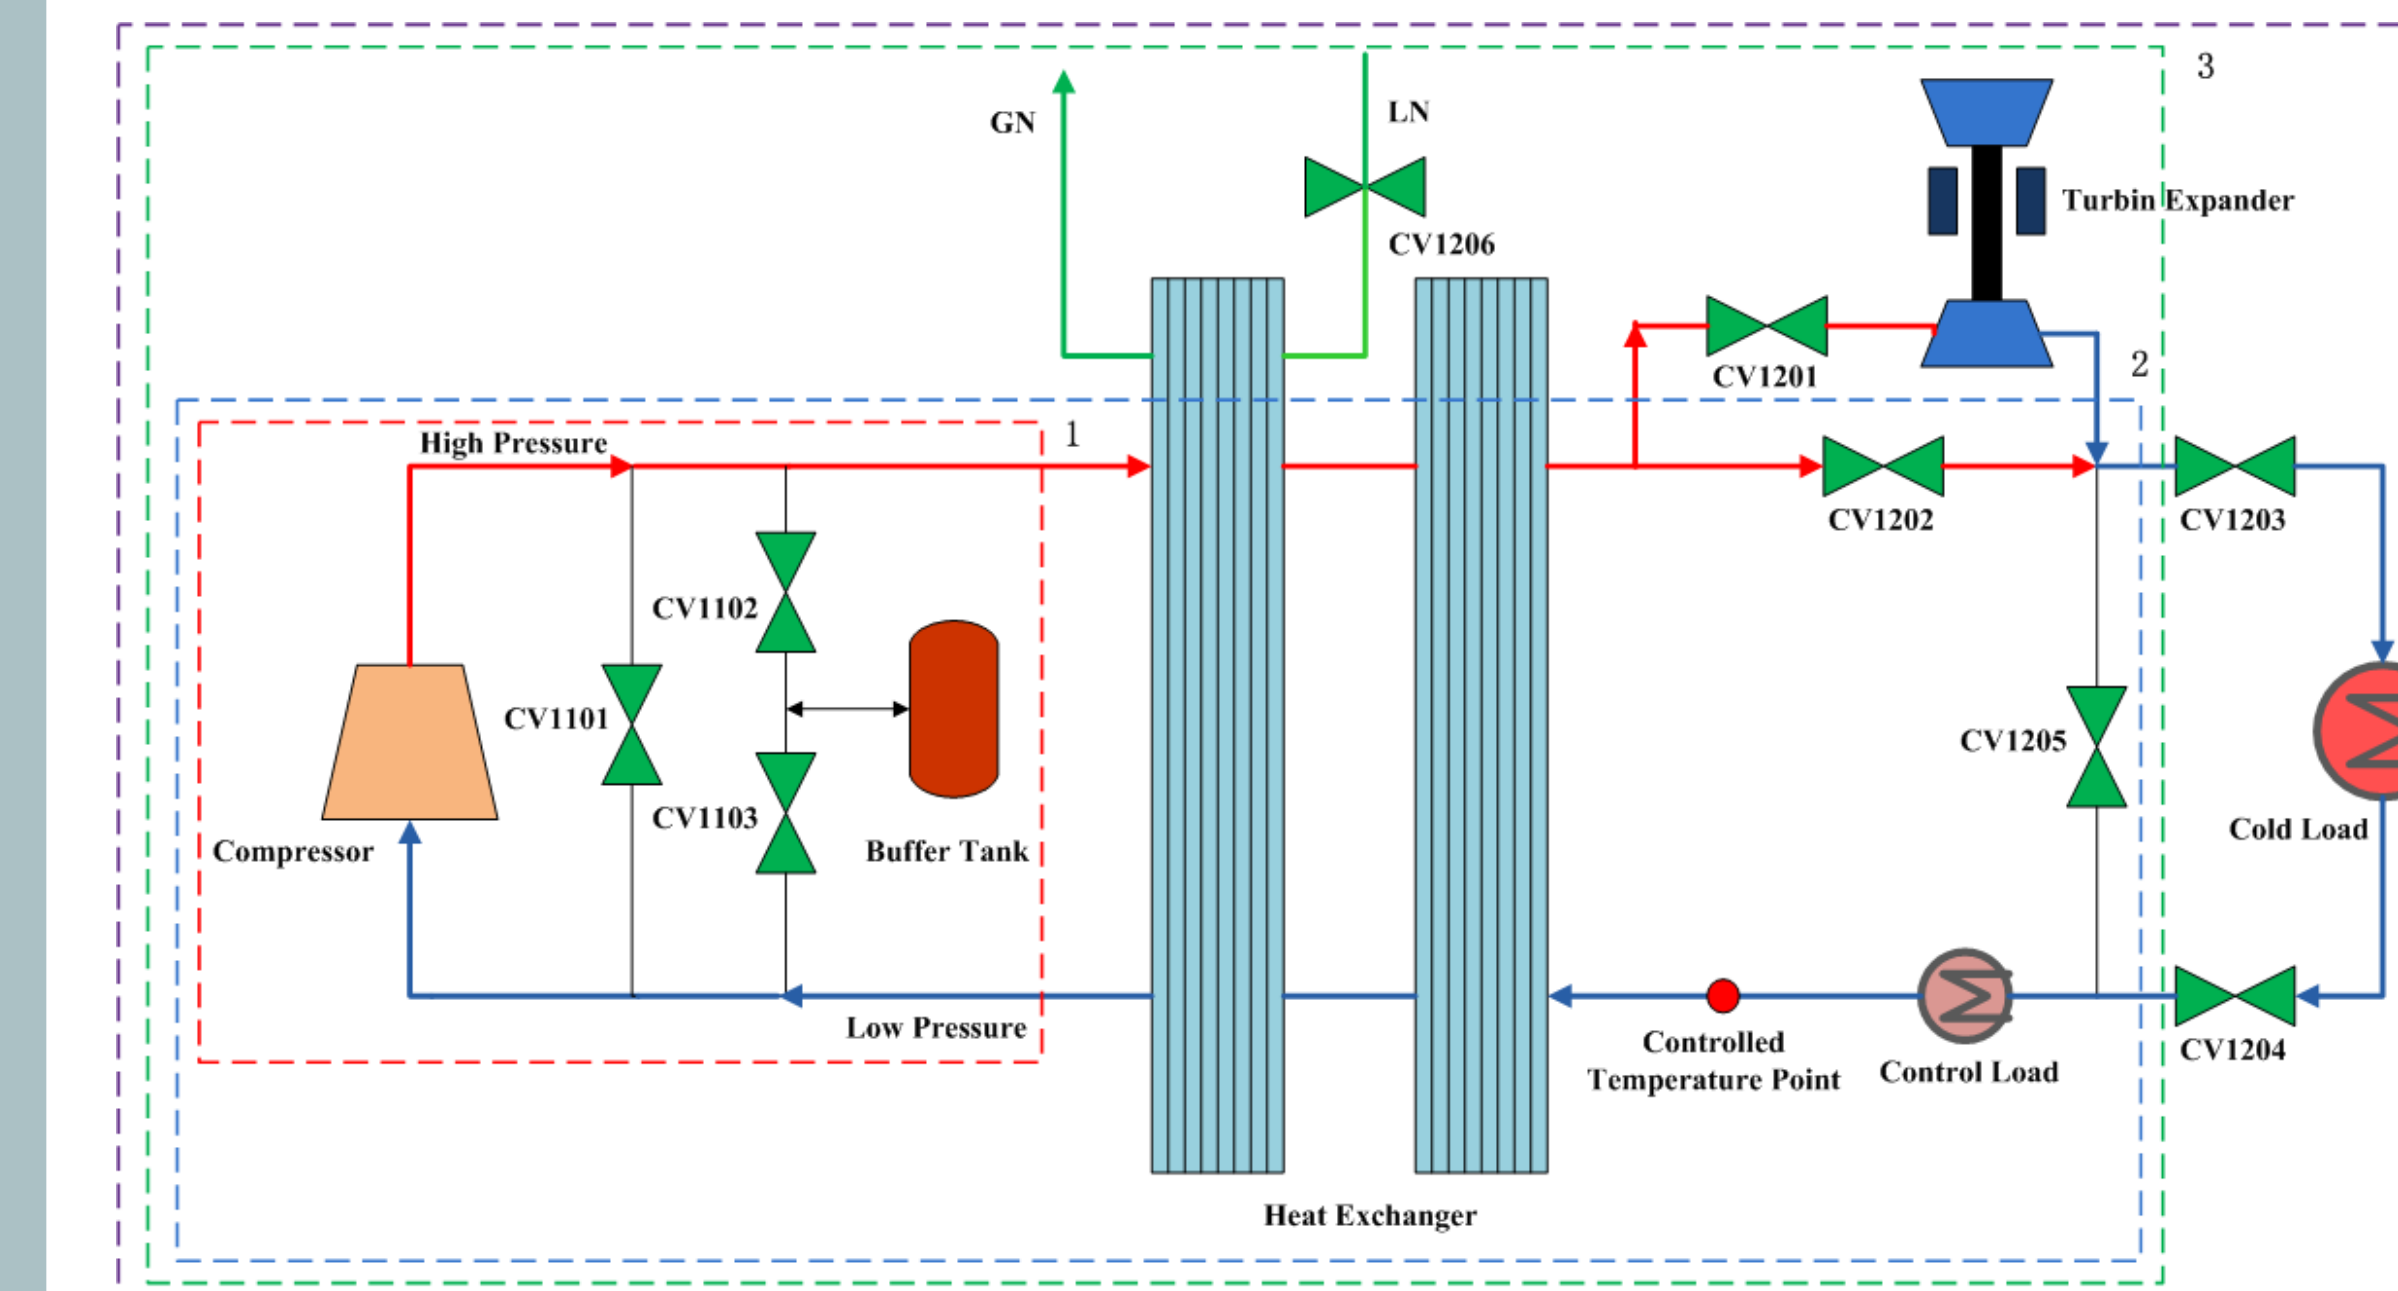 3
GN
LN
Turbin Expander
CV1206
2
CV1201
1
High Pressure
CV1202
CV1203
CV1102
CV1101
CV1205
CV1103
Compressor
Buffer Tank
Cold Load
Low Pressure
Controlled
Temperature Point
Control Load
CV1204
Heat Exchanger